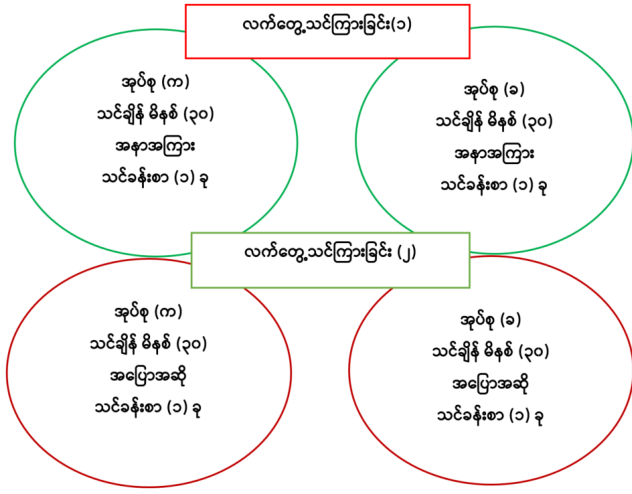 လက်တွေ့သင်ကြားခြင်း(၁)
အုပ်စု (က)
သင်ချိန် မိနစ် (၃၀)
အနာအကြား
သင်ခန်းစာ (၁) ခု
အုပ်စု (ခ)
သင်ချိန် မိနစ် (၃၀)
အနာအကြား
သင်ခန်းစာ (၁) ခု
လက်တွေ့သင်ကြားခြင်း (၂)
အုပ်စု (က)
သင်ချိန် မိနစ် (၃၀)
အပြောအဆို
သင်ခန်းစာ (၁) ခု
အုပ်စု (ခ)
သင်ချိန် မိနစ် (၃၀)
အပြောအဆို
သင်ခန်းစာ (၁) ခု